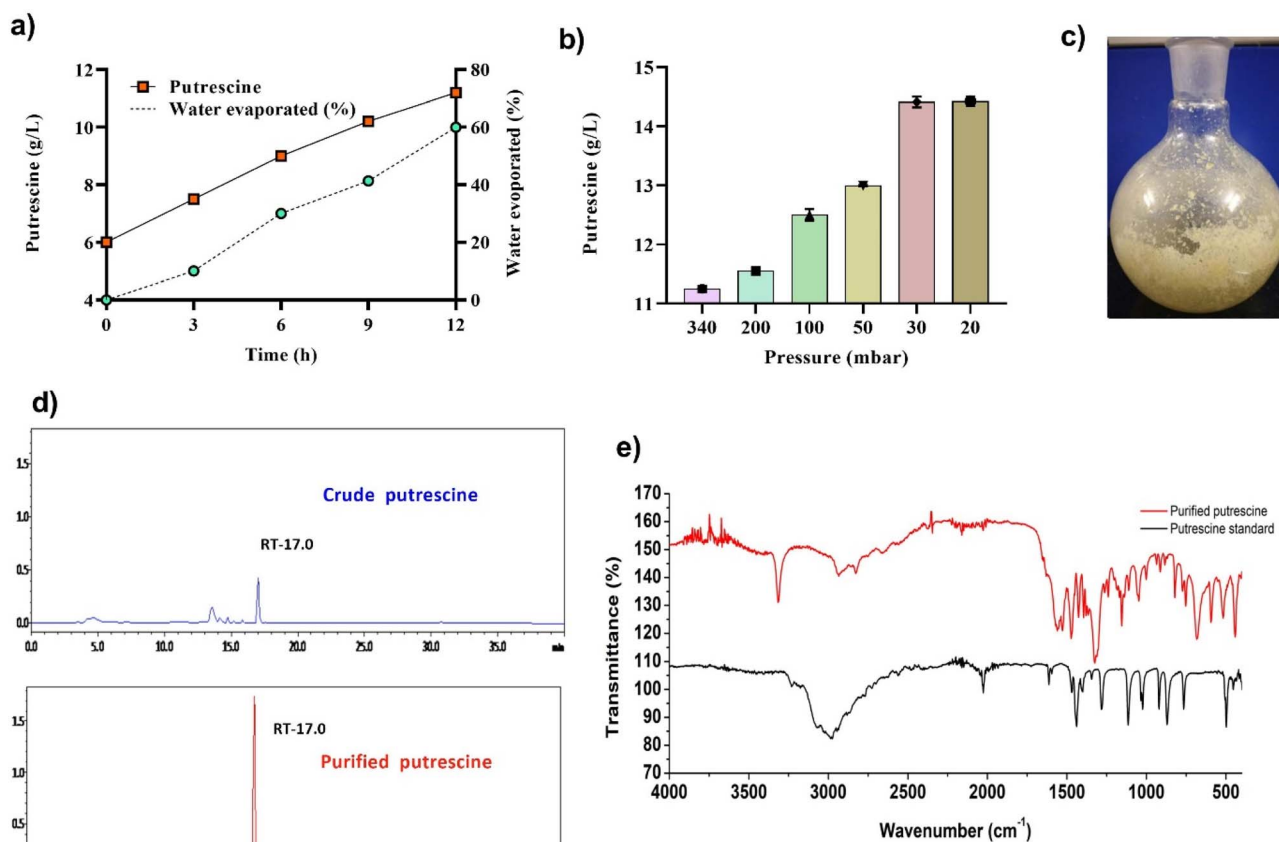 a)
12
10
8
6
4
Putrescine (g/L)
Putrescine
Water evaporated (%)
80
60
40
20
0
Water evoporated (%)
0 3 6 9 12
Time (h)
b)
15
14
13
12
11
Putrescine (g/L)
340 200 100 50 30 20
Pressure (mbar)
c)
d)
1.5
1.0
0.5
0.0
Crude putrescine
RT-17.0
0.0 5.0 10.0 15.0 20.0 25.0 30.0 35.0 min
1.5
1.0
0.5
RT-17.0
Purified putrescine
e)
170
160
150
140
130
120
110
100
90
80
70
Transmittance (%)
Purified putrescine
Putrescine standard
4000 3500 3000 2500 2000 1500 1000 500
Wavenumber (cm⁻¹)